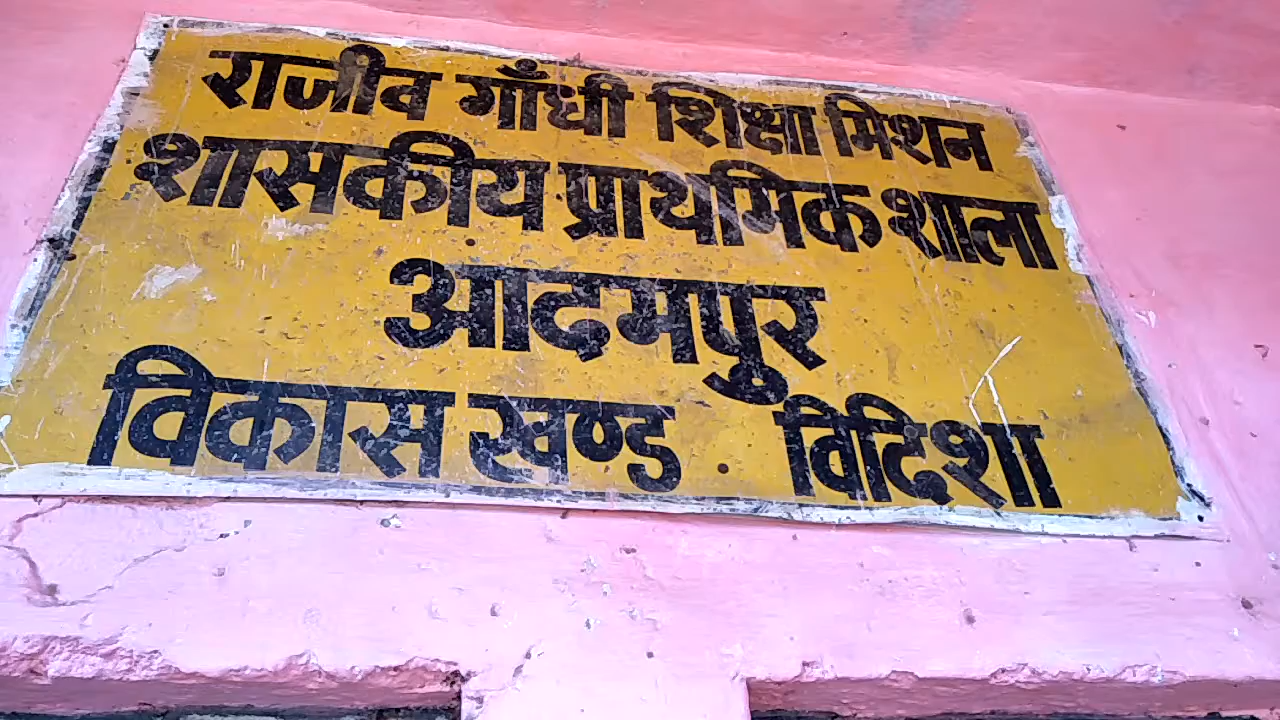 राजीव गाँधी शिक्षा मिशन
शासकीय प्राथमिक शाला
आदमपुर
विकास खण्ड . विदिशा